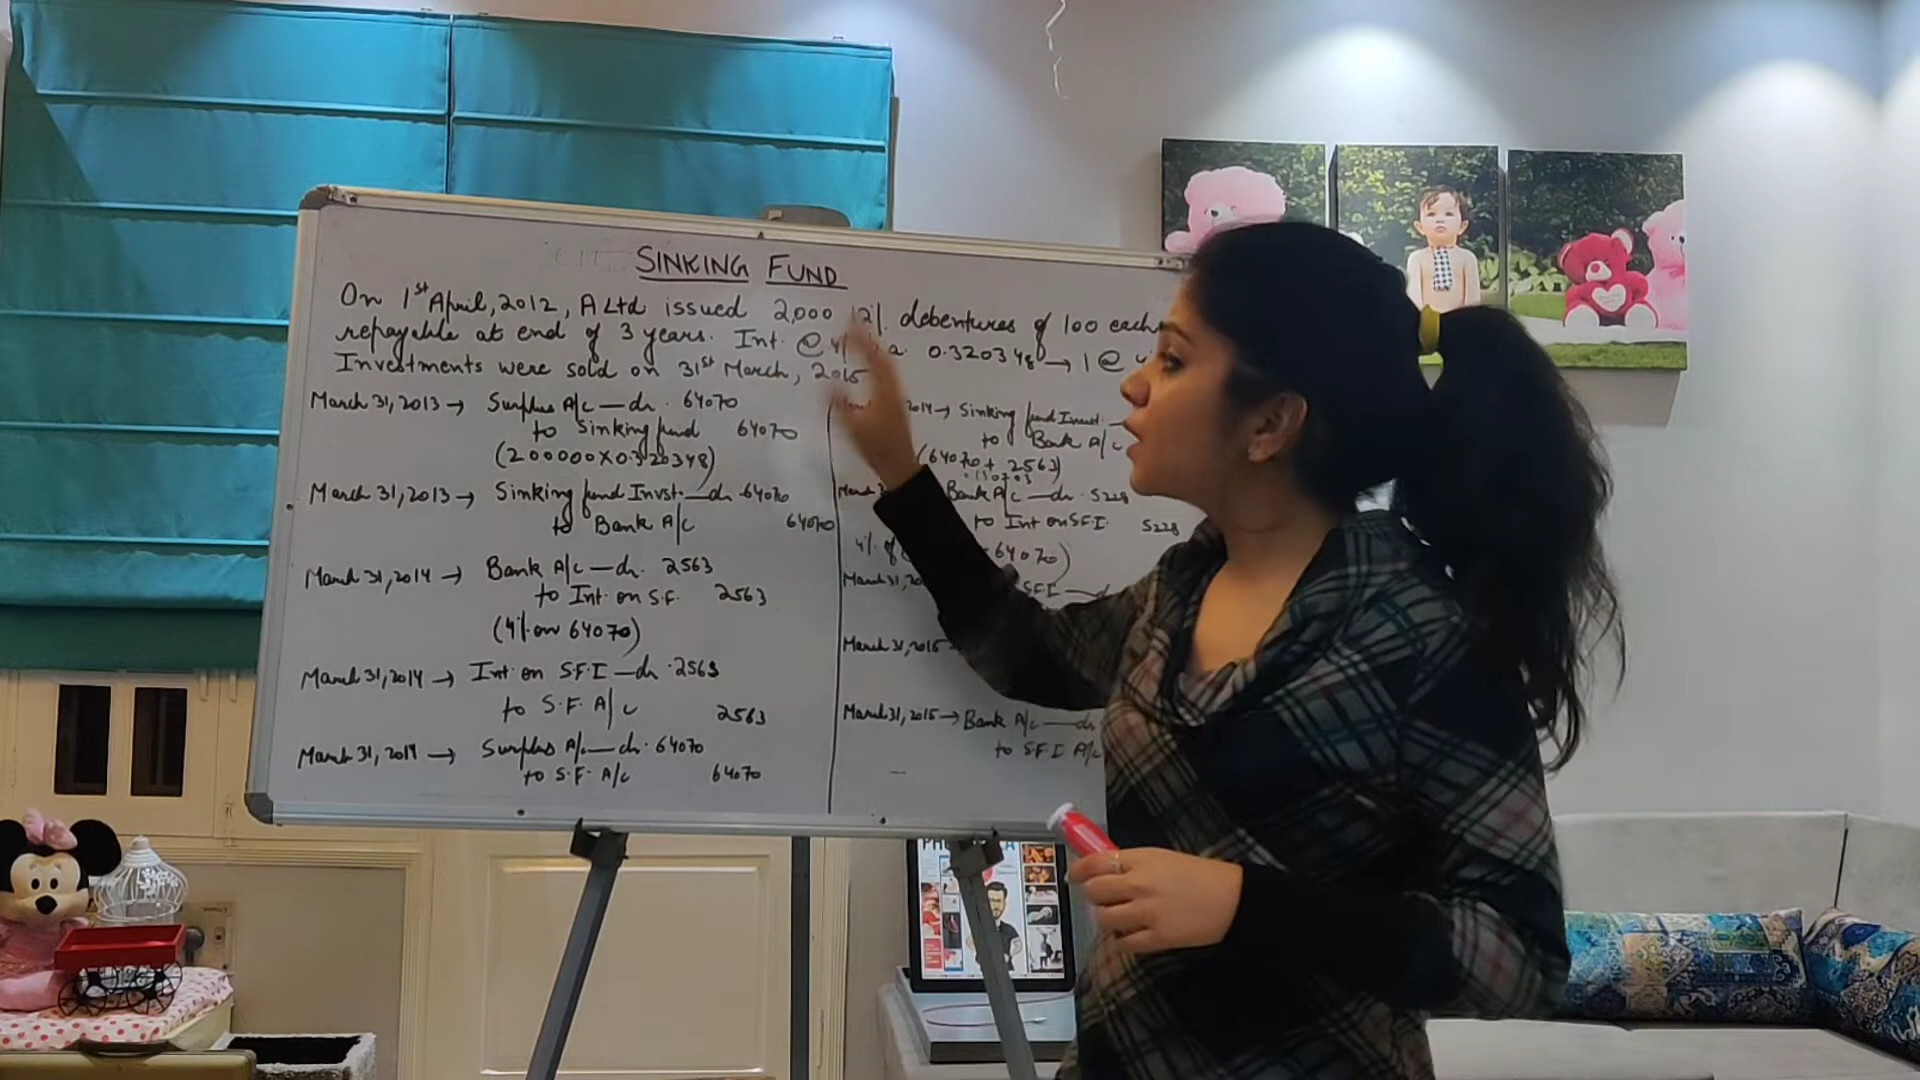 SINKING FUND
On 1st April, 2012, A Ltd issued 2,000 12% debentures of 100 each
repayable at end of 3 years. Int. @ 4% p.a. 0.320348 → 1 @
Investments were sold on 31st March, 2015
March 31, 2013 → Surplus A/c — dr. 64070
to Sinking fund 64070
(200000 X 0.320348)
March 31, 2013 → Sinking fund Invst. — dr. 64070
to Bank A/c 64070
March 31, 2014 → Bank A/c — dr. 2563
to Int. on S.F. 2563
(4% on 64070)
March 31, 2014 → Int. on S.F.I — dr. 2563
to S.F. A/c 2563
March 31, 2014 → Surplus A/c — dr. 64070
to S.F. A/c 64070
2014 → Sinking fund Invst.
to Bank A/c
(64070 + 2563)
Bank A/c — dr. 5228
to Int on S.F.I. 5228
4% of 64070)
March 31, SFI — d
March 31, 2015
March 31, 2015 → Bank A/c — dr
to S.F.I A/c